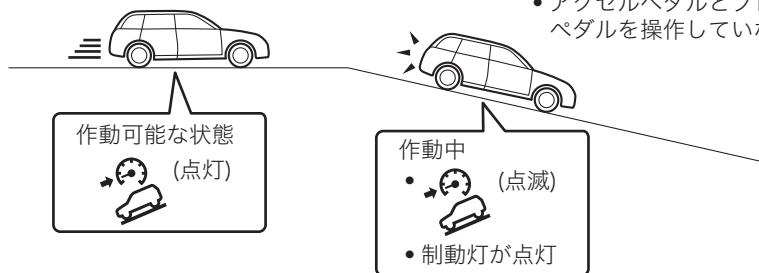 • アクセルペダルとブ
ペダルを操作していな
作動可能な状態
(点灯)
作動中
• (点滅)
• 制動灯が点灯